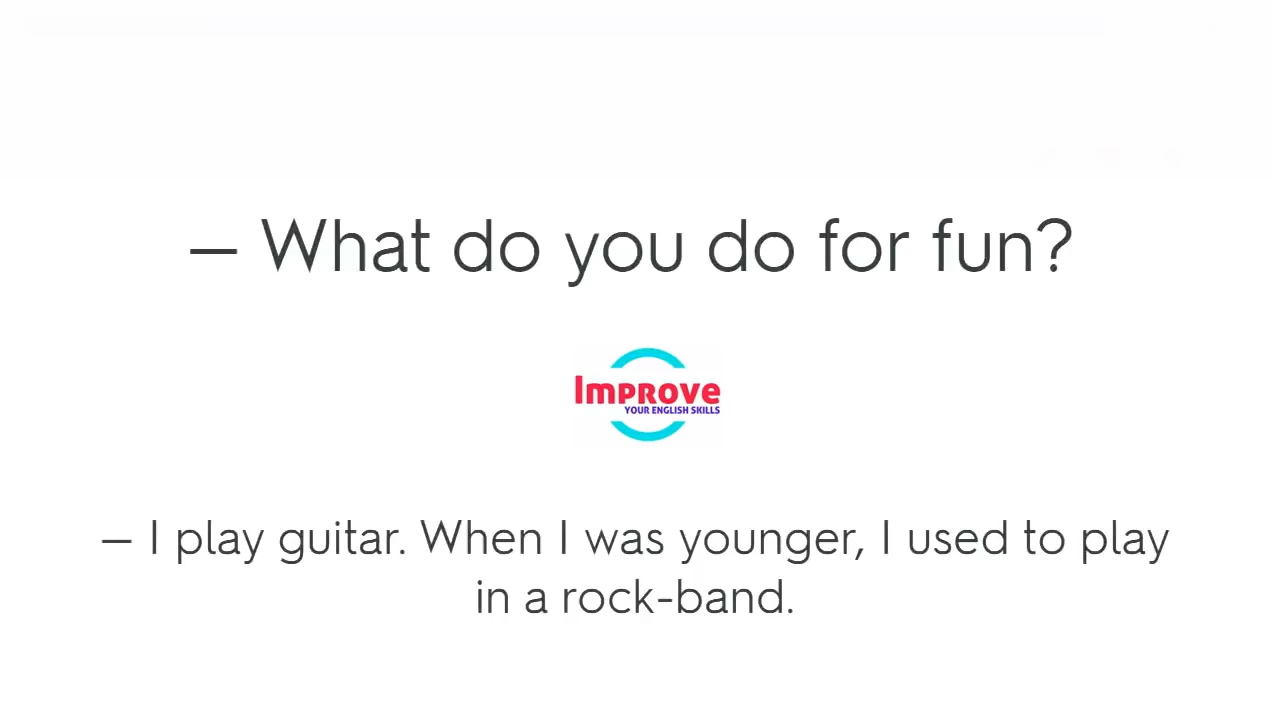 — What do you do for fun?
Improve
YOUR ENGLISH SKILLS
— I play guitar. When I was younger, I used to play
in a rock-band.